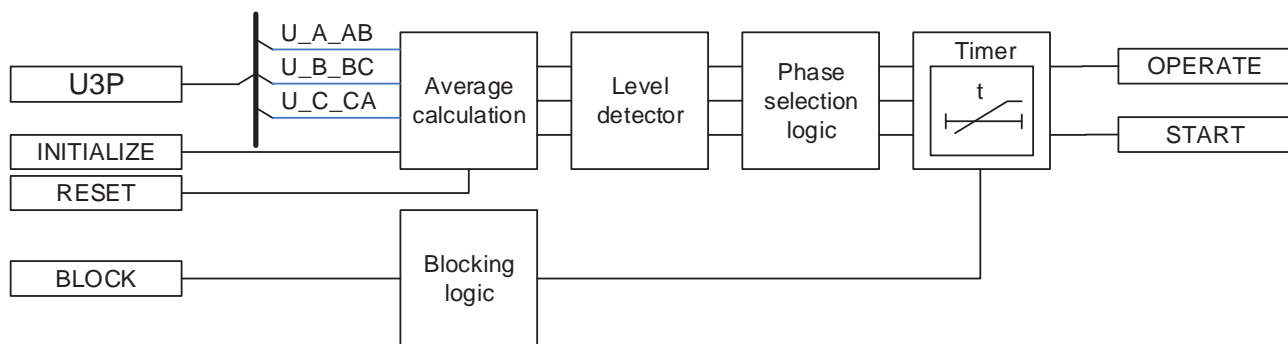 U_A_AB
U_B_BC
U_C_CA
U3P
INITIALIZE
RESET
BLOCK
Average
calculation
Level
detector
Phase
selection
logic
Timer
t
OPERATE
START
Blocking
logic